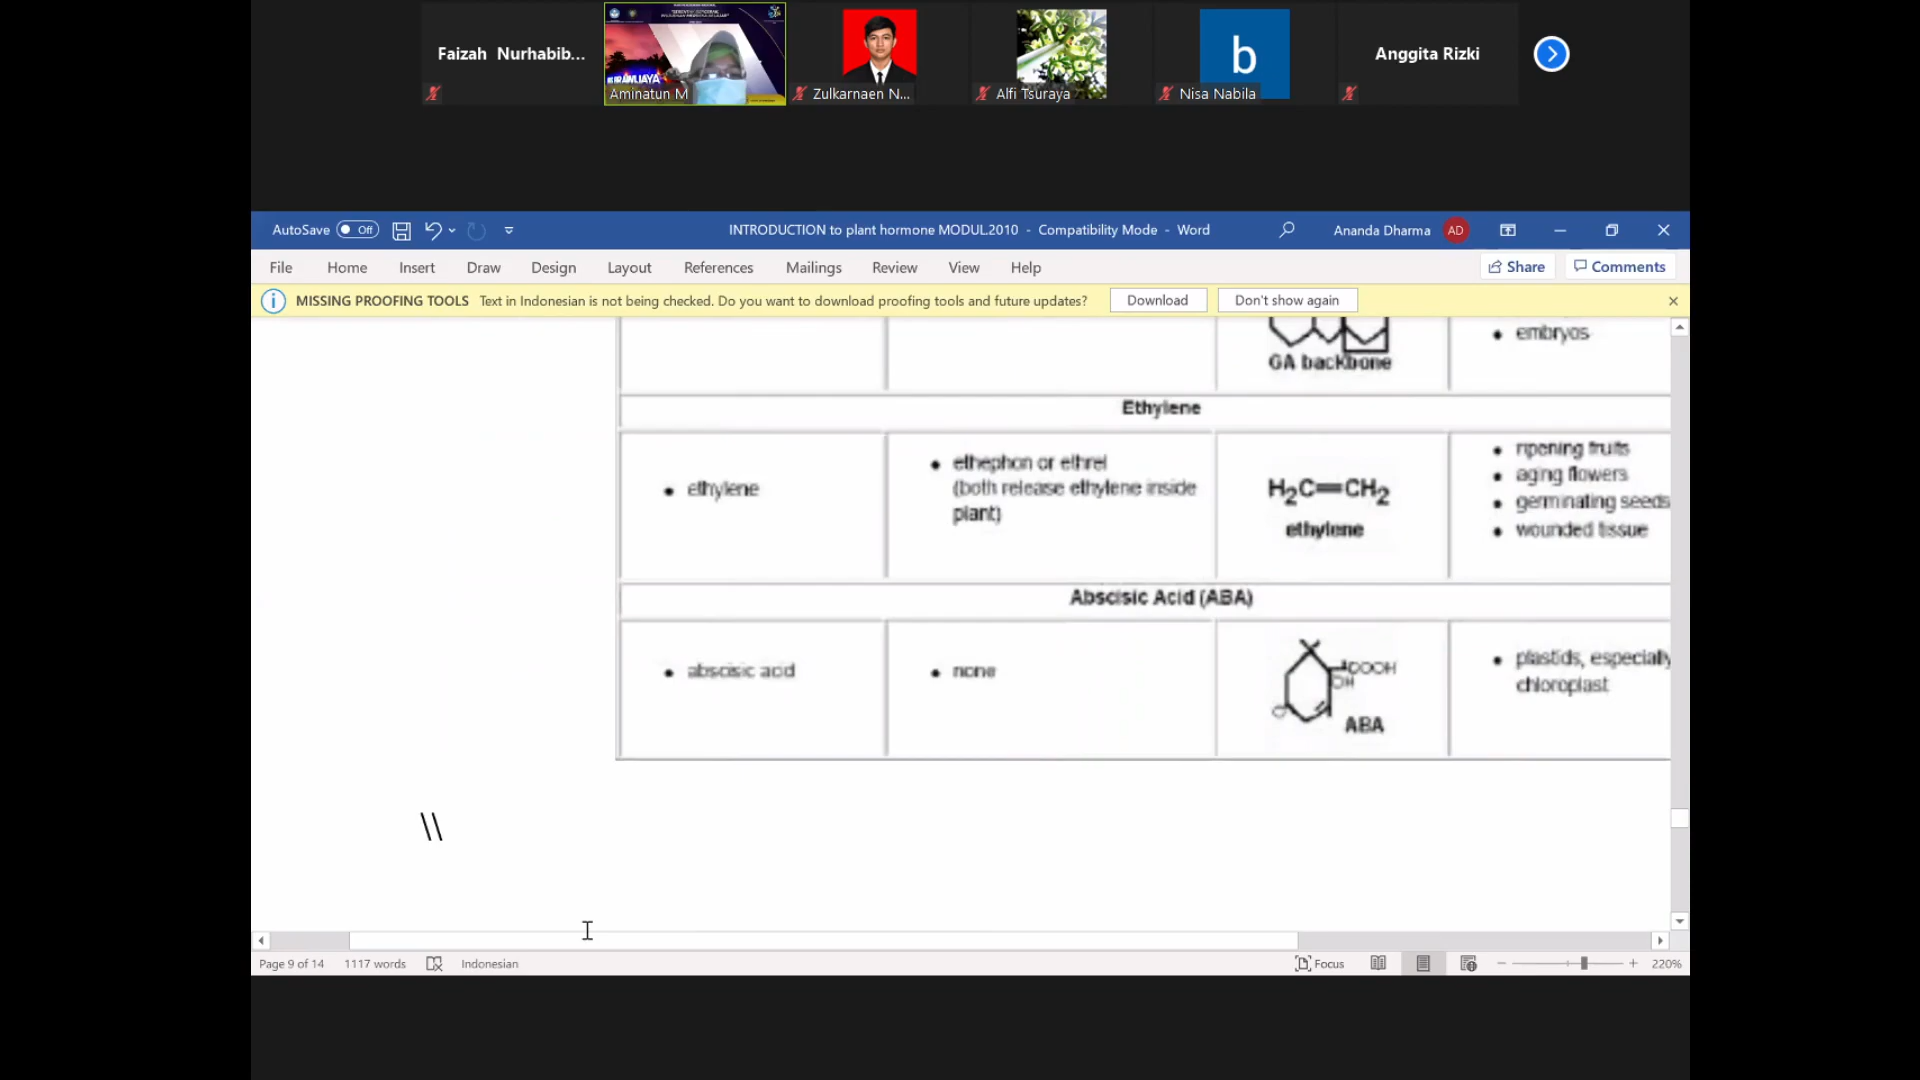 Faizah Nurhabib...
Aminatun M
Zulkarnaen N...
Alfi Tsuraya
b
Nisa Nabila
Anggita Rizki
AutoSave Off
INTRODUCTION to plant hormone MODUL.2010 - Compatibility Mode - Word
Ananda Dharma AD
File Home Insert Draw Design Layout References Mailings Review View Help
Share Comments
MISSING PROOFING TOOLS Text in Indonesian is not being checked. Do you want to download proofing tools and future updates? Download Don't show again
GA backbone
• embryos
Ethylene
• ethylene
• ethephon or ethrel
(both release ethylene inside
plant)
H2C=CH2
ethylene
• ripening fruits
• aging flowers
• germinating seeds
• wounded tissue
Abscisic Acid (ABA)
• abscisic acid
• none
COOH
OH
O
ABA
• plastids, especially
chloroplast
\\
Page 9 of 14 1117 words Indonesian
Focus
220%